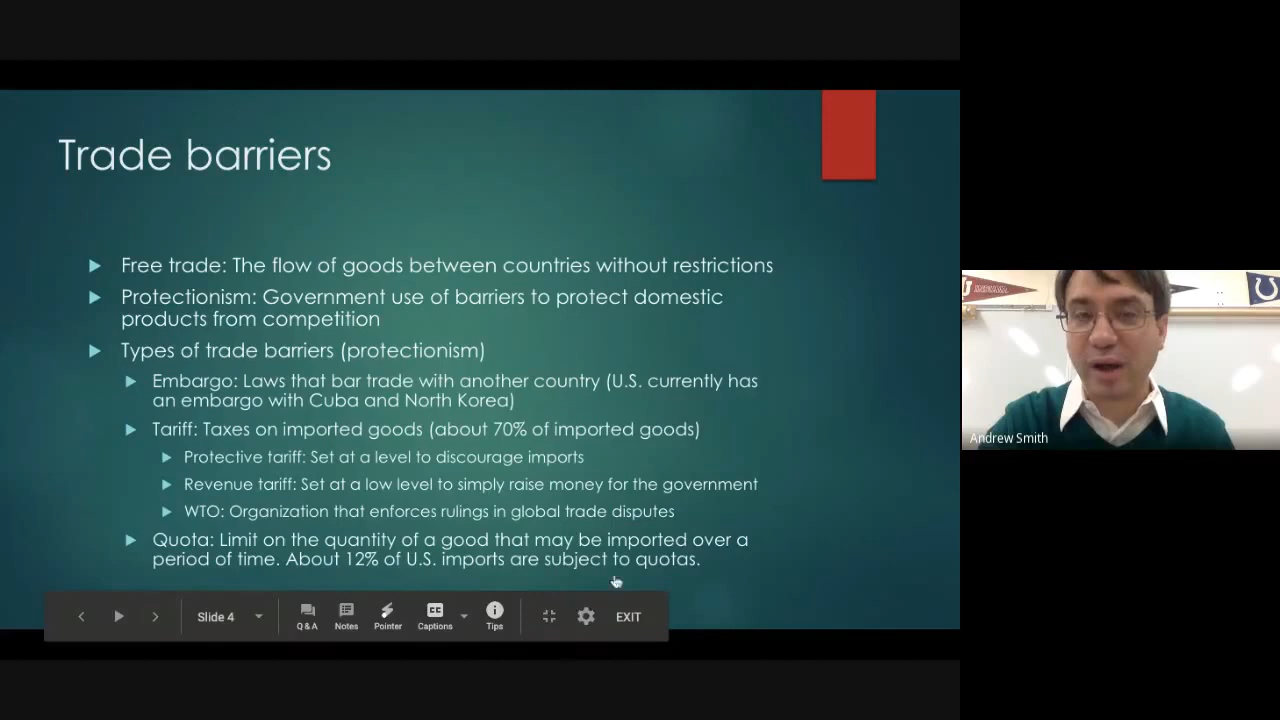 Trade barriers
Free trade: The flow of goods between countries without restrictions
Protectionism: Government use of barriers to protect domestic
products from competition
Types of trade barriers (protectionism)
Embargo: Laws that bar trade with another country (U.S. currently has
an embargo with Cuba and North Korea)
Tariff: Taxes on imported goods (about 70% of imported goods)
Protective tariff: Set at a level to discourage imports
Revenue tariff: Set at a low level to simply raise money for the government
WTO: Organization that enforces rulings in global trade disputes
Quota: Limit on the quantity of a good that may be imported over a
period of time. About 12% of U.S. imports are subject to quotas.
Slide 4
Q & A
Notes
Pointer
CC
Captions
Tips
EXIT
Andrew Smith